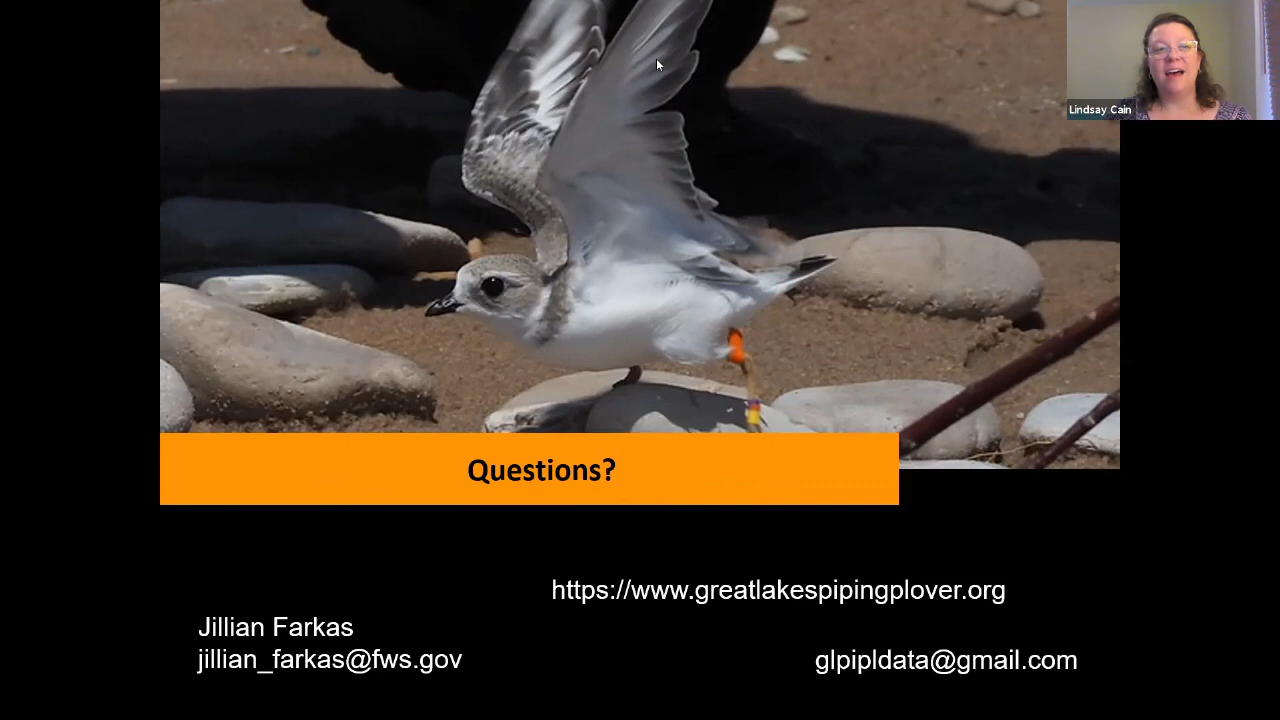 Lindsay Cain
Questions?
https://www.greatlakespipingplover.org
Jillian Farkas
jillian_farkas@fws.gov
glpipldata@gmail.com